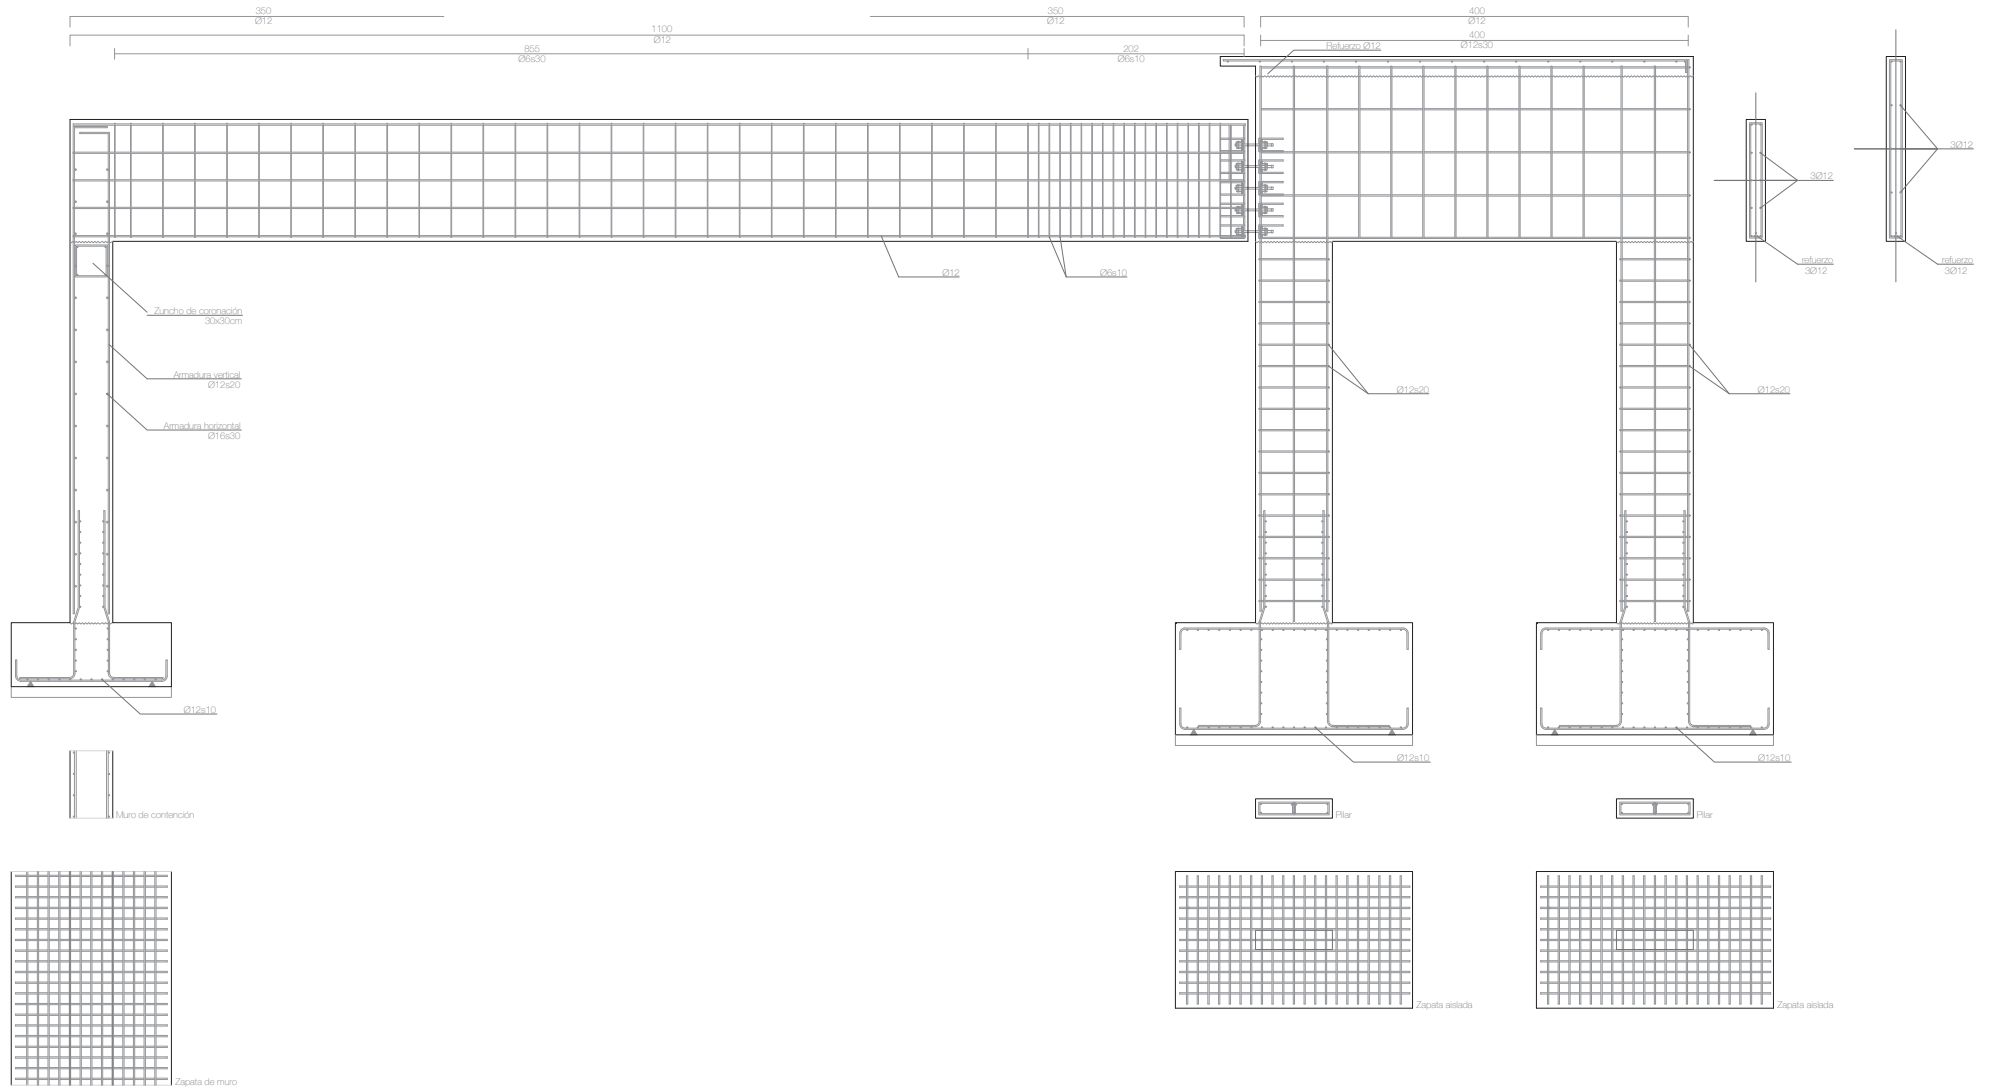 350
Ø12
350
Ø12
400
Ø12
1100
Ø12
400
Ø12s30
855
Ø6s30
202
Ø6s10
Refuerzo Ø12
3Ø12
3Ø12
refuerzo
3Ø12
refuerzo
3Ø12
Ø12
Ø6s10
Zuncho de coronación
30x30cm
Armadura vertical
Ø12s20
Ø12s20
Ø12s20
Armadura horizontal
Ø16s30
Ø12s10
Ø12s10
Ø12s10
Muro de contención
Pilar
Pilar
Zapata aislada
Zapata aislada
Zapata de muro